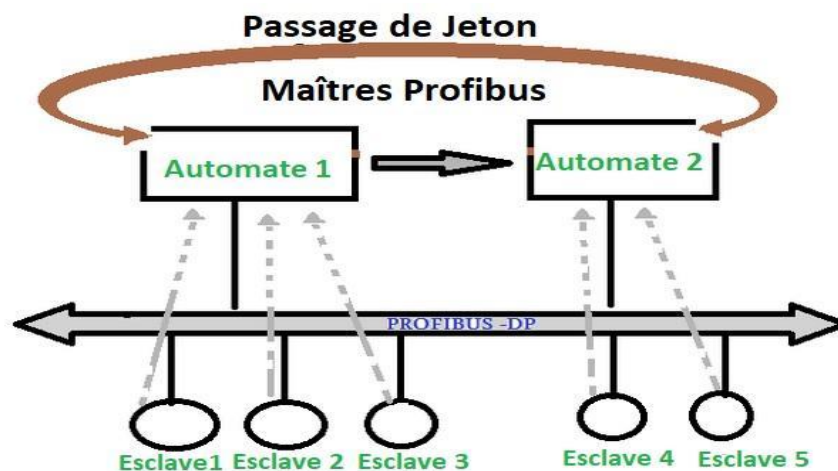 Passage de Jeton
Maîtres Profibus
Automate 1
Automate 2
PROFIBUS -DP
Esclave1 Esclave 2 Esclave 3 Esclave 4 Esclave 5